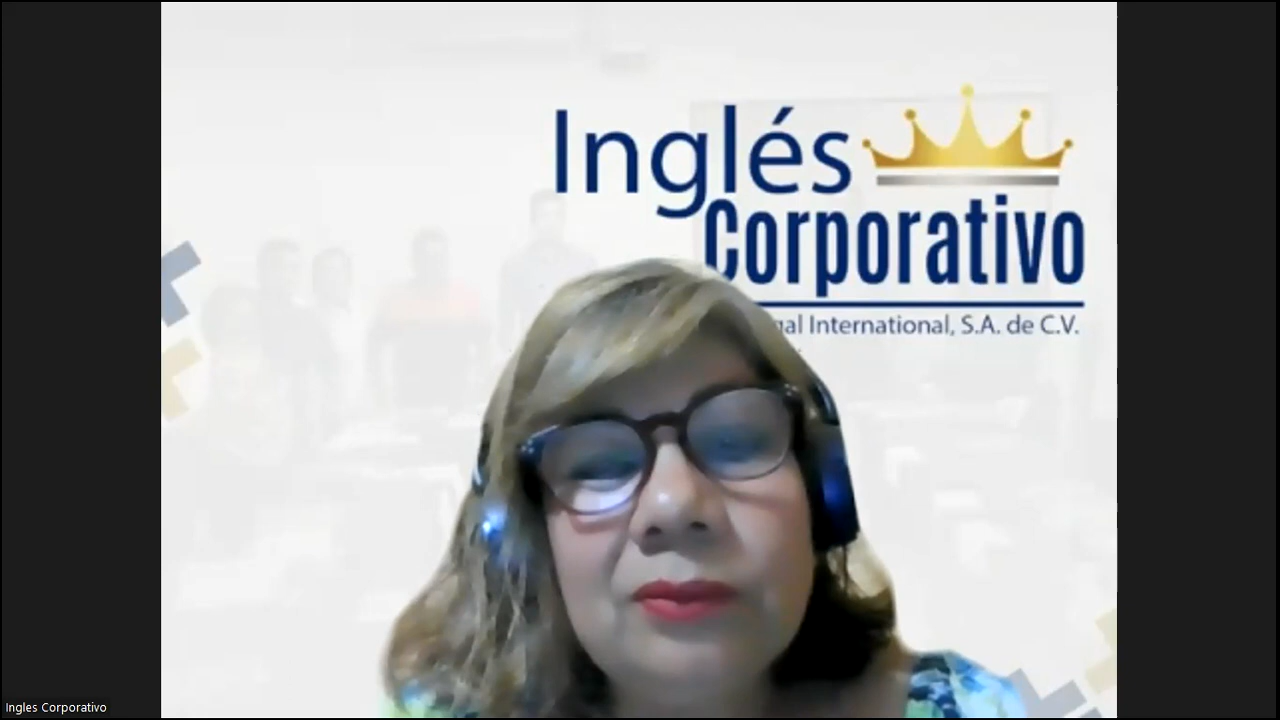 Inglés
Corporativo
International, S.A. de C.V.
Ingles Corporativo